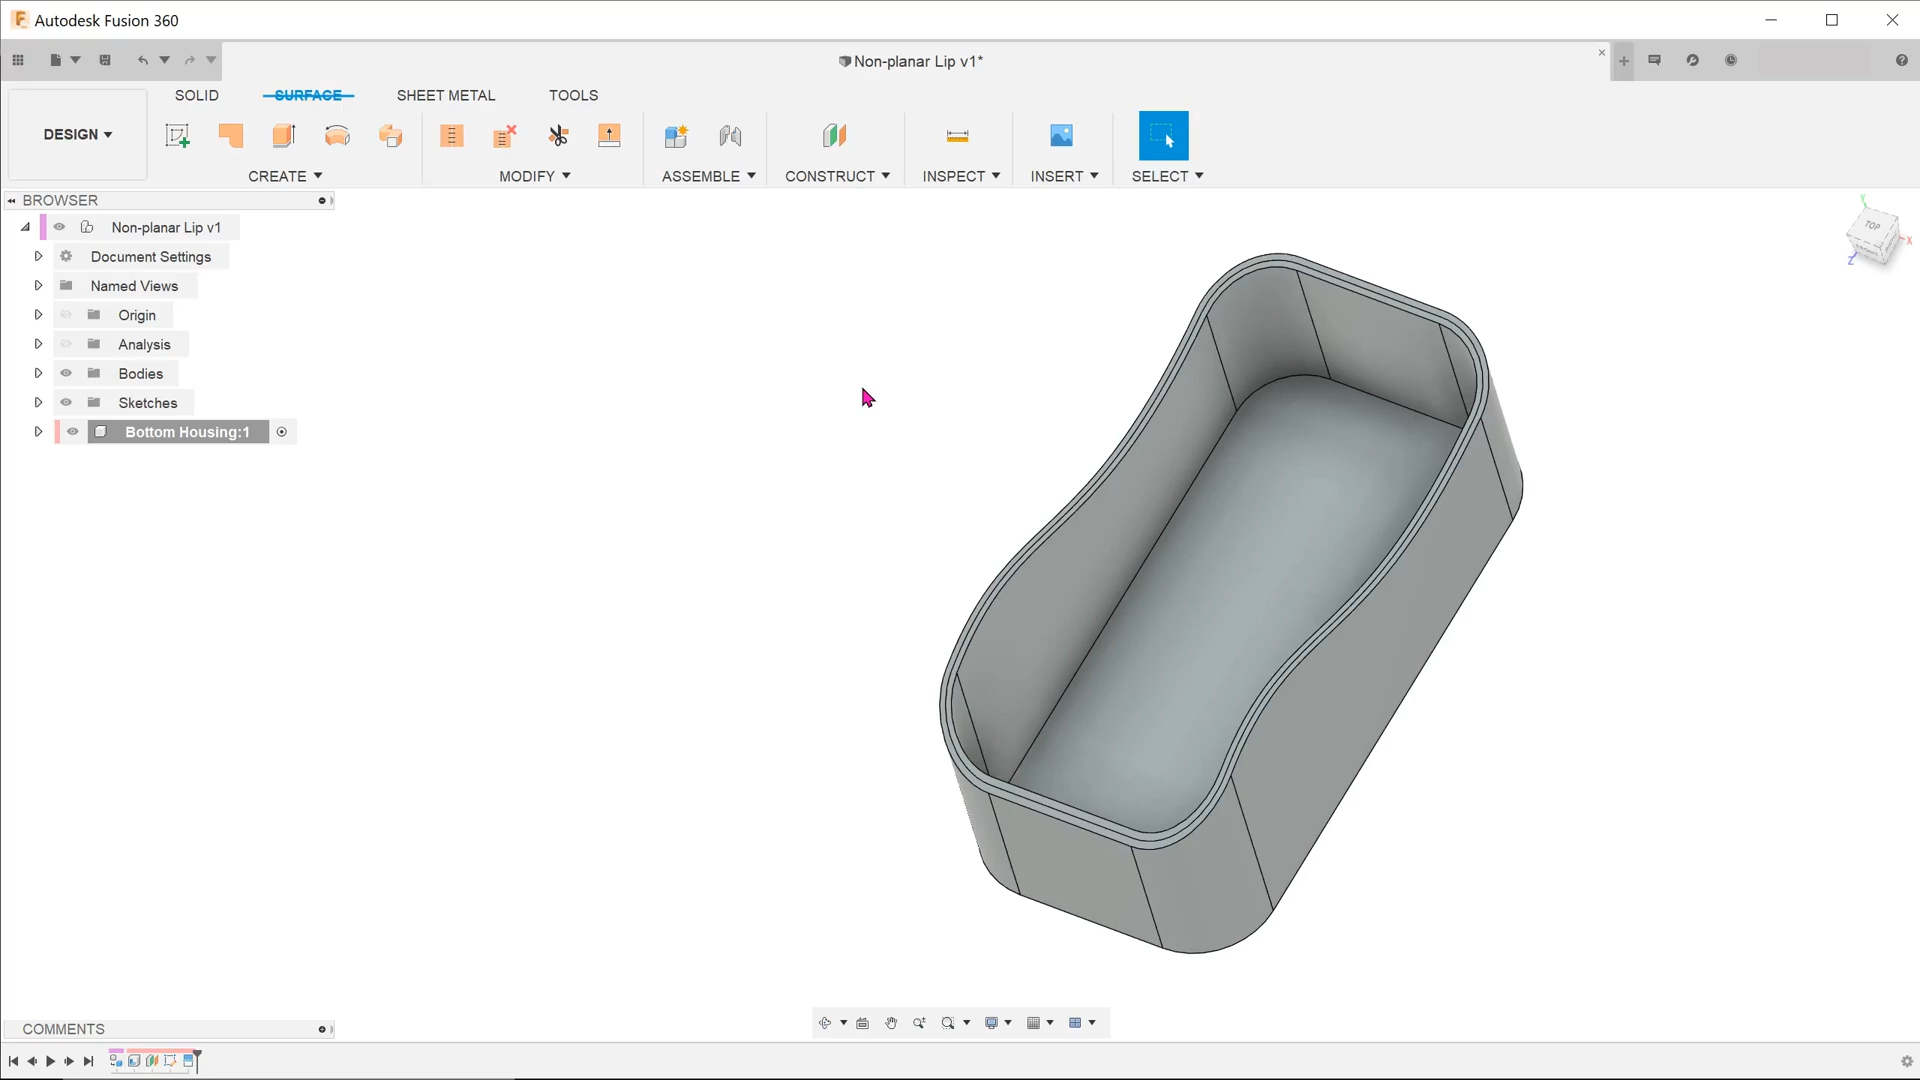 Autodesk Fusion 360
Non-planar Lip v1*
SOLID
SURFACE
SHEET METAL
TOOLS
DESIGN
CREATE
MODIFY
ASSEMBLE
CONSTRUCT
INSPECT
INSERT
SELECT
BROWSER
Non-planar Lip v1
Document Settings
Named Views
Origin
Analysis
Bodies
Sketches
Bottom Housing:1
TOP
Y
X
Z
COMMENTS